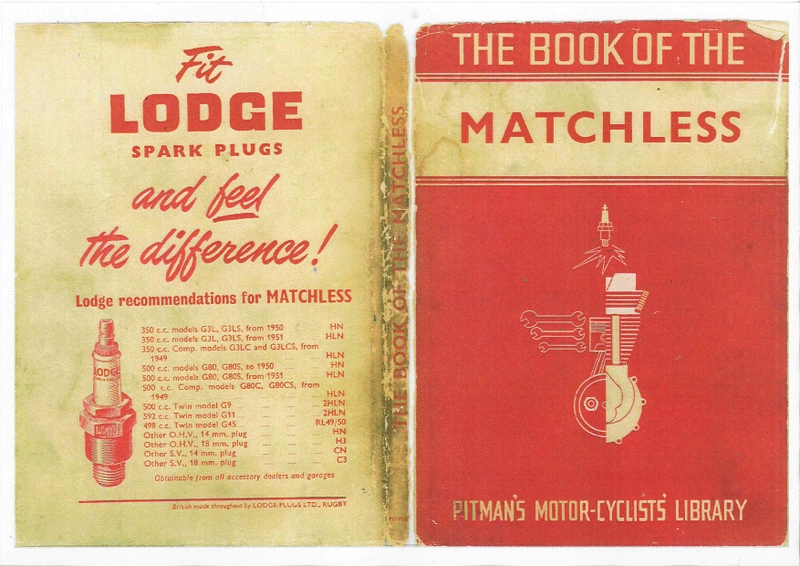 Fit
LODGE
SPARK PLUGS
and feel
the difference!
Lodge recommendations for MATCHLESS
350 c.c. models G3L, G3LS, from 1950 HN
350 c.c. models G3L, G3LS, from 1951 HLN
350 c.c. Comp. models G3LC and G3LCS, from
1949 HLN
500 c.c. models G80, G80S, to 1950 ... HN
500 c.c. models G80, G80S, from 1951 HLN
500 c.c. Comp. models G80C, G80CS, from
1949 ... ... ... HLN
500 c.c. Twin model G9 ... ... ... 2HLN
592 c.c. Twin model G11 ... ... ... 2HLN
498 c.c. Twin model G45 ... ... RL49/50
Other O.H.V., 14 mm. plug ... ... HN
Other O.H.V., 18 mm. plug ... ... H3
Other S.V., 14 mm. plug ... ... ... CN
Other S.V., 18 mm. plug ... ... ... C3
Obtainable from all accessory dealers and garages
British made throughout by LODGE PLUGS LTD., RUGBY
LODGE
LODGE
THE BOOK OF THE MATCHLESS
PITMAN
THE BOOK OF THE
MATCHLESS
PITMAN'S MOTOR-CYCLISTS' LIBRARY